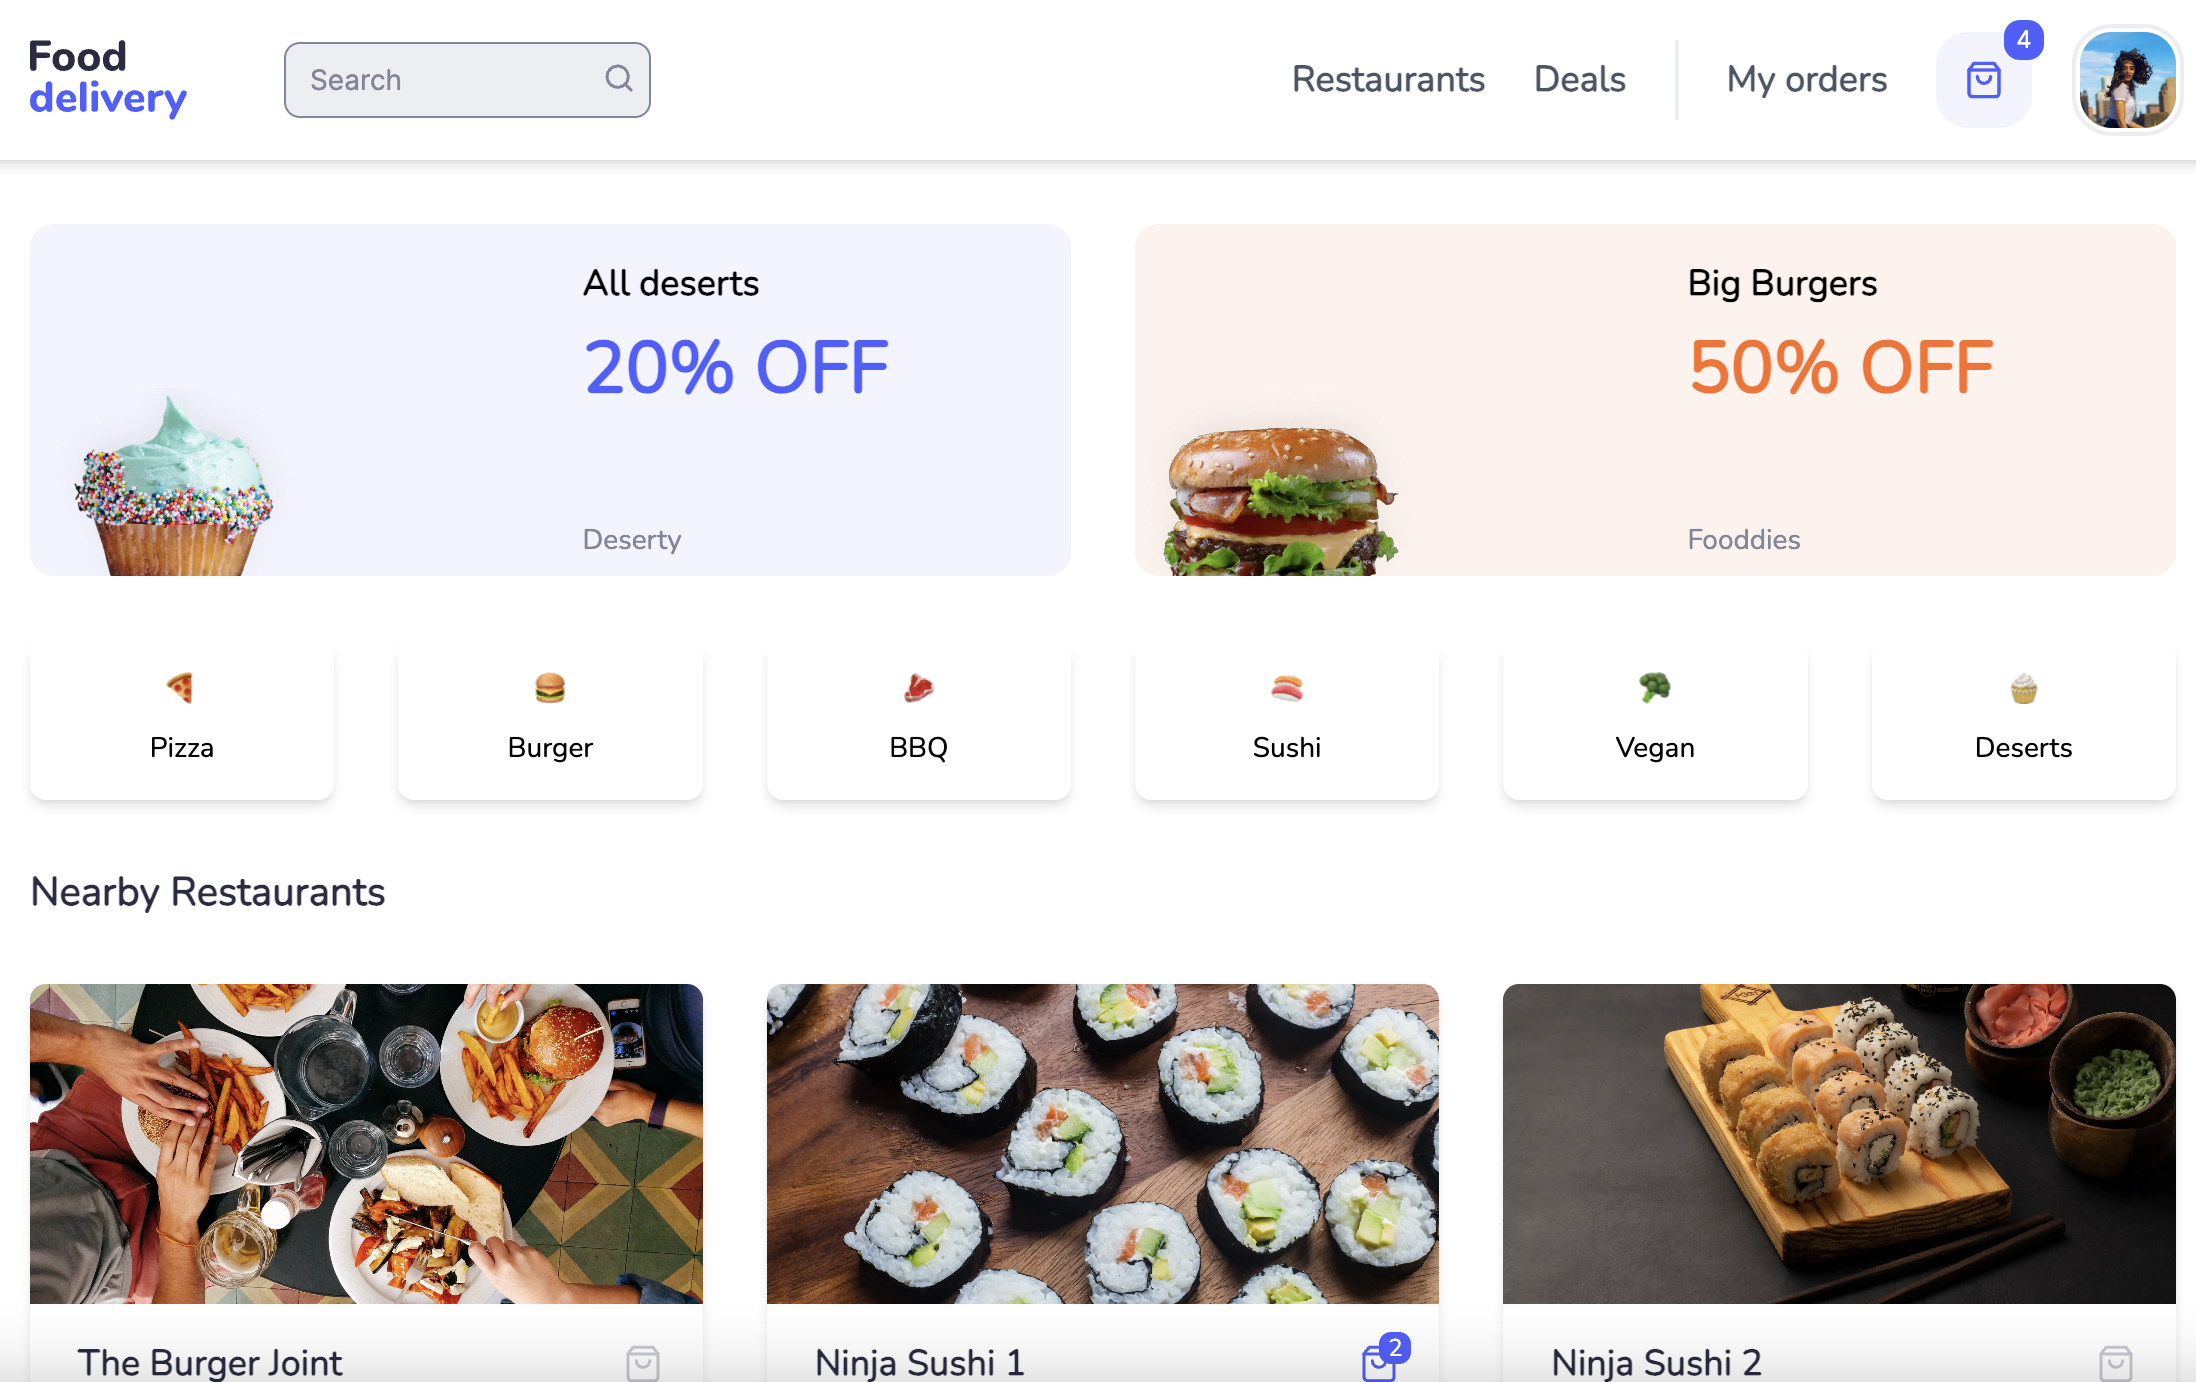 Food
delivery
Search
Restaurants
Deals
My orders
4
All deserts
20% OFF
Deserty
Big Burgers
50% OFF
Fooddies
Pizza
Burger
BBQ
Sushi
Vegan
Deserts
Nearby Restaurants
The Burger Joint
Ninja Sushi 1
2
Ninja Sushi 2